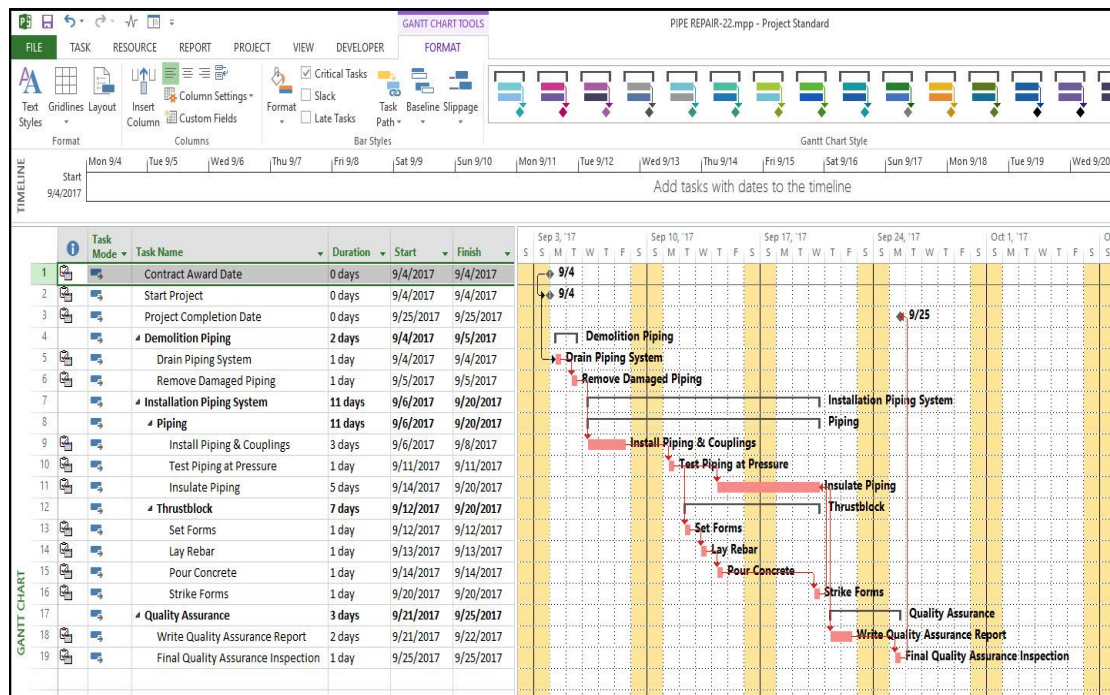 GANTT CHART TOOLS
PIPE REPAIR-22.mpp - Project Standard
FILE TASK RESOURCE REPORT PROJECT VIEW DEVELOPER FORMAT
Text Styles
Gridlines
Layout
Format
Insert Column
Column Settings
Custom Fields
Columns
Format
Critical Tasks
Slack
Late Tasks
Task Path
Baseline
Slippage
Bar Styles
Gantt Chart Style
TIMELINE
Mon 9/4 Tue 9/5 Wed 9/6 Thu 9/7 Fri 9/8 Sat 9/9 Sun 9/10 Mon 9/11 Tue 9/12 Wed 9/13 Thu 9/14 Fri 9/15 Sat 9/16 Sun 9/17 Mon 9/18 Tue 9/19 Wed 9/20
Start
9/4/2017
Add tasks with dates to the timeline
Task Mode Task Name Duration Start Finish
Sep 3, '17 Sep 10, '17 Sep 17, '17 Sep 24, '17 Oct 1, '17 O
S S M T W T F S S M T W T F S S M T W T F S S M T W T F S S M T W T F S S
1 Contract Award Date 0 days 9/4/2017 9/4/2017 9/4
2 Start Project 0 days 9/4/2017 9/4/2017 9/4
3 Project Completion Date 0 days 9/25/2017 9/25/2017 9/25
4 Demolition Piping 2 days 9/4/2017 9/5/2017 Demolition Piping
5 Drain Piping System 1 day 9/4/2017 9/4/2017 Drain Piping System
6 Remove Damaged Piping 1 day 9/5/2017 9/5/2017 Remove Damaged Piping
7 Installation Piping System 11 days 9/6/2017 9/20/2017 Installation Piping System
8 Piping 11 days 9/6/2017 9/20/2017 Piping
9 Install Piping & Couplings 3 days 9/6/2017 9/8/2017 Install Piping & Couplings
10 Test Piping at Pressure 1 day 9/11/2017 9/11/2017 Test Piping at Pressure
11 Insulate Piping 5 days 9/14/2017 9/20/2017 Insulate Piping
12 Thrustblock 7 days 9/12/2017 9/20/2017 Thrustblock
13 Set Forms 1 day 9/12/2017 9/12/2017 Set Forms
14 Lay Rebar 1 day 9/13/2017 9/13/2017 Lay Rebar
15 Pour Concrete 1 day 9/14/2017 9/14/2017 Pour Concrete
16 Strike Forms 1 day 9/20/2017 9/20/2017 Strike Forms
17 Quality Assurance 3 days 9/21/2017 9/25/2017 Quality Assurance
18 Write Quality Assurance Report 2 days 9/21/2017 9/22/2017 Write Quality Assurance Report
19 Final Quality Assurance Inspection 1 day 9/25/2017 9/25/2017 Final Quality Assurance Inspection
GANTT CHART